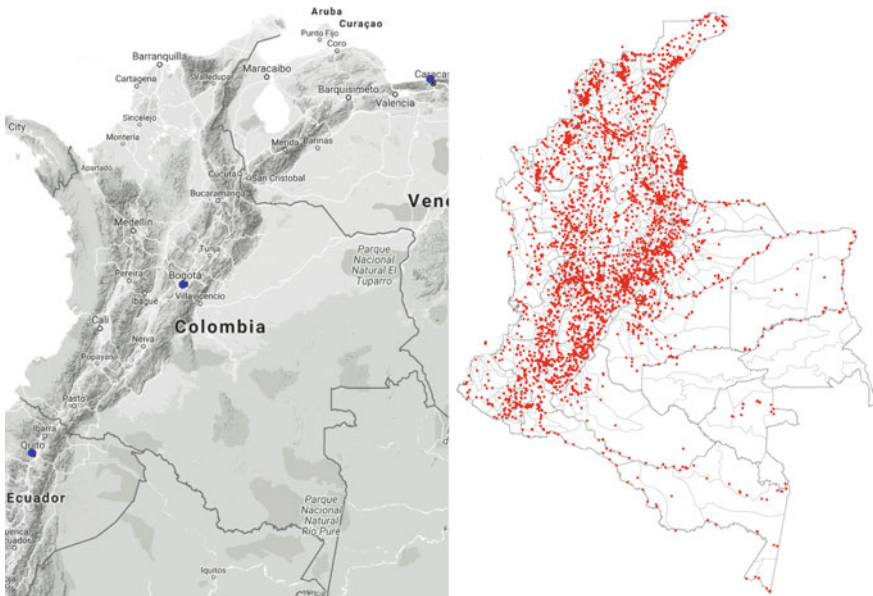 Aruba
Curaçao
Punto Fijo
Coro
Barranquilla
Maracaibo
Valledupar
Caracas
Cartagena
Barquisimeto
Valencia
Sincelejo
City
Montería
Mérida
Barinas
Apartadó
Cúcuta
San Cristobal
Bucaramanga
Vene
Medellín
Tunja
Parque
Nacional
Natural El
Tuparro
Pereira
Bogotá
Ibagué
Villavicencio
Cali
Colombia
Neiva
Popayán
Pasto
Ibarra
Quito
Ecuador
Parque
Nacional
Natural
Río Puré
uenca
Iquitos